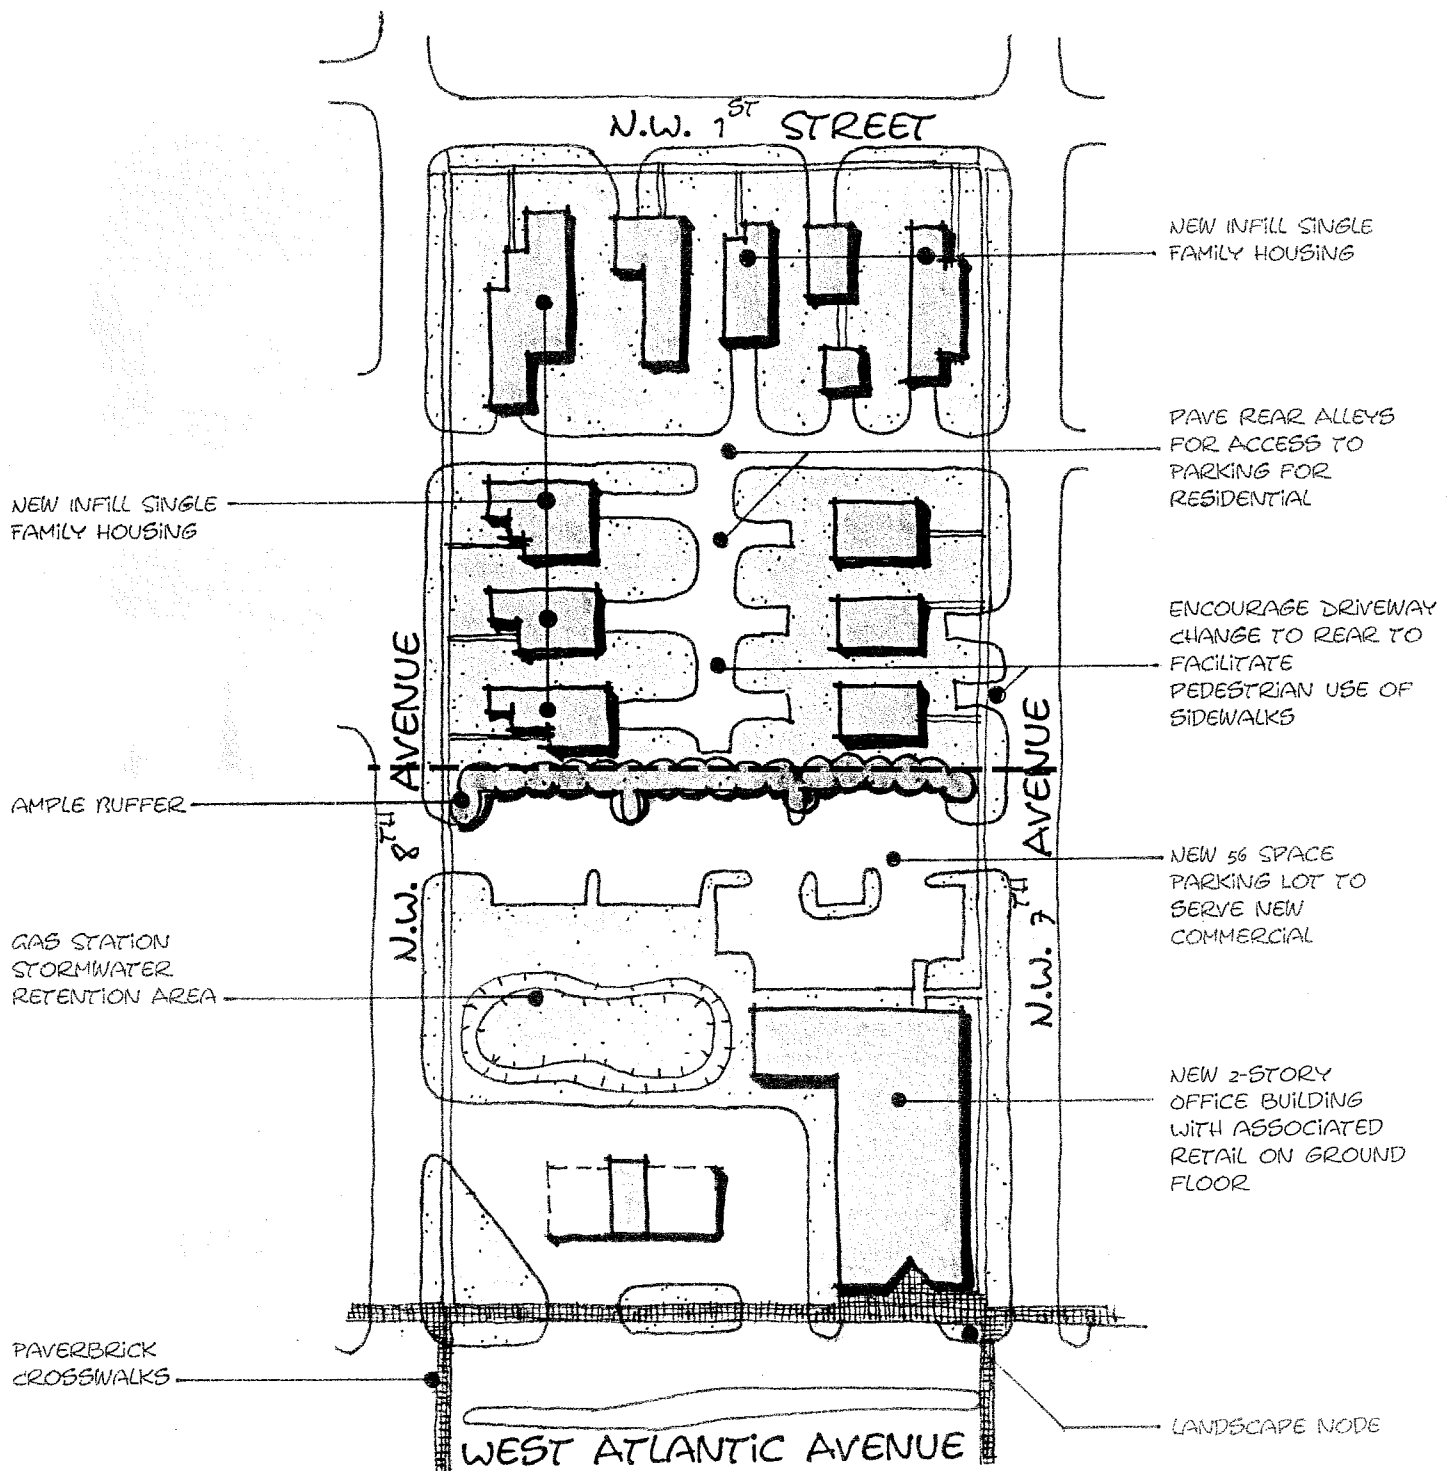 N.W. 1ST STREET
NEW INFILL SINGLE
FAMILY HOUSING
PAVE REAR ALLEYS
FOR ACCESS TO
PARKING FOR
RESIDENTIAL
NEW INFILL SINGLE
FAMILY HOUSING
ENCOURAGE DRIVEWAY
CHANGE TO REAR TO
FACILITATE
PEDESTRIAN USE OF
SIDEWALKS
N.W. 8TH AVENUE
N.W. 7TH AVENUE
AMPLE BUFFER
NEW 56 SPACE
PARKING LOT TO
SERVE NEW
COMMERCIAL
GAS STATION
STORMWATER
RETENTION AREA
NEW 2-STORY
OFFICE BUILDING
WITH ASSOCIATED
RETAIL ON GROUND
FLOOR
PAVERBRICK
CROSSWALKS
LANDSCAPE NODE
WEST ATLANTIC AVENUE